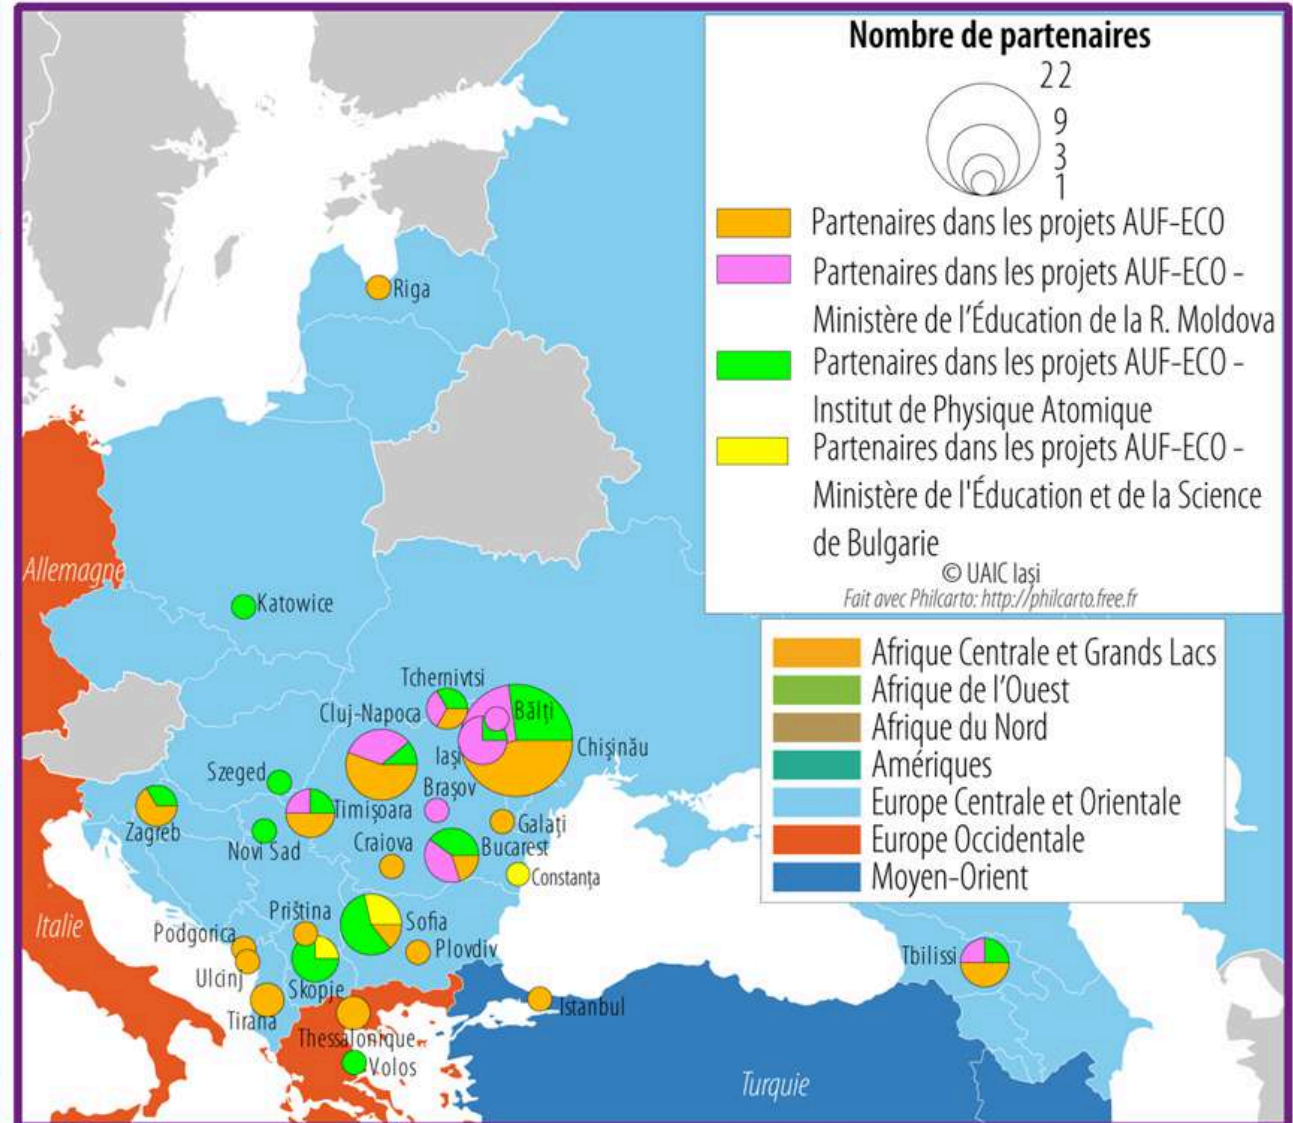 Nombre de partenaires
22
9
3
1
Partenaires dans les projets AUF-ECO
Partenaires dans les projets AUF-ECO -
Ministère de l’Éducation de la R. Moldova
Partenaires dans les projets AUF-ECO -
Institut de Physique Atomique
Partenaires dans les projets AUF-ECO -
Ministère de l'Éducation et de la Science
de Bulgarie
© UAIC Iași
Fait avec Philcarto: http://philcarto.free.fr
Afrique Centrale et Grands Lacs
Afrique de l’Ouest
Afrique du Nord
Amériques
Europe Centrale et Orientale
Europe Occidentale
Moyen-Orient
Riga
Allemagne
Katowice
Tchernivtsi
Cluj-Napoca
Bălți
Chișinău
Iași
Szeged
Brașov
Timișoara
Zagreb
Galați
Novi Sad
Craiova
Bucarest
Constanța
Priština
Sofia
Italie
Podgorica
Plovdiv
Tbilissi
Ulcinj
Skopje
Tirana
Istanbul
Thessalonique
Volos
Turquie